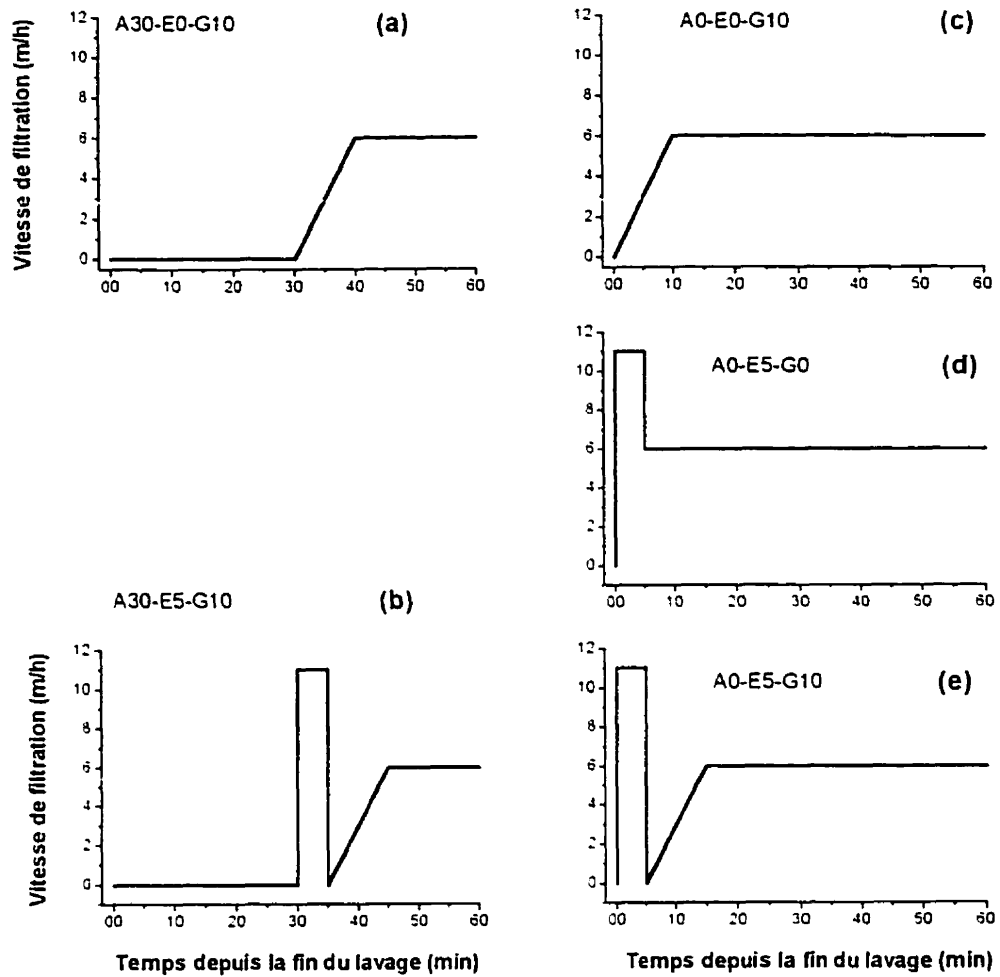 A30-E0-G10 (a)
Vitesse de filtration (m/h)
12
10
8
6
4
2
0
00 10 20 30 40 50 60
A0-E0-G10 (c)
12
10
8
6
4
2
0
00 10 20 30 40 50 60
A0-E5-G0 (d)
12
10
8
6
4
2
0
00 10 20 30 40 50 60
A30-E5-G10 (b)
Vitesse de filtration (m/h)
12
10
8
6
4
2
0
00 10 20 30 40 50 60
Temps depuis la fin du lavage (min)
A0-E5-G10 (e)
12
10
8
6
4
2
0
00 10 20 30 40 50 60
Temps depuis la fin du lavage (min)